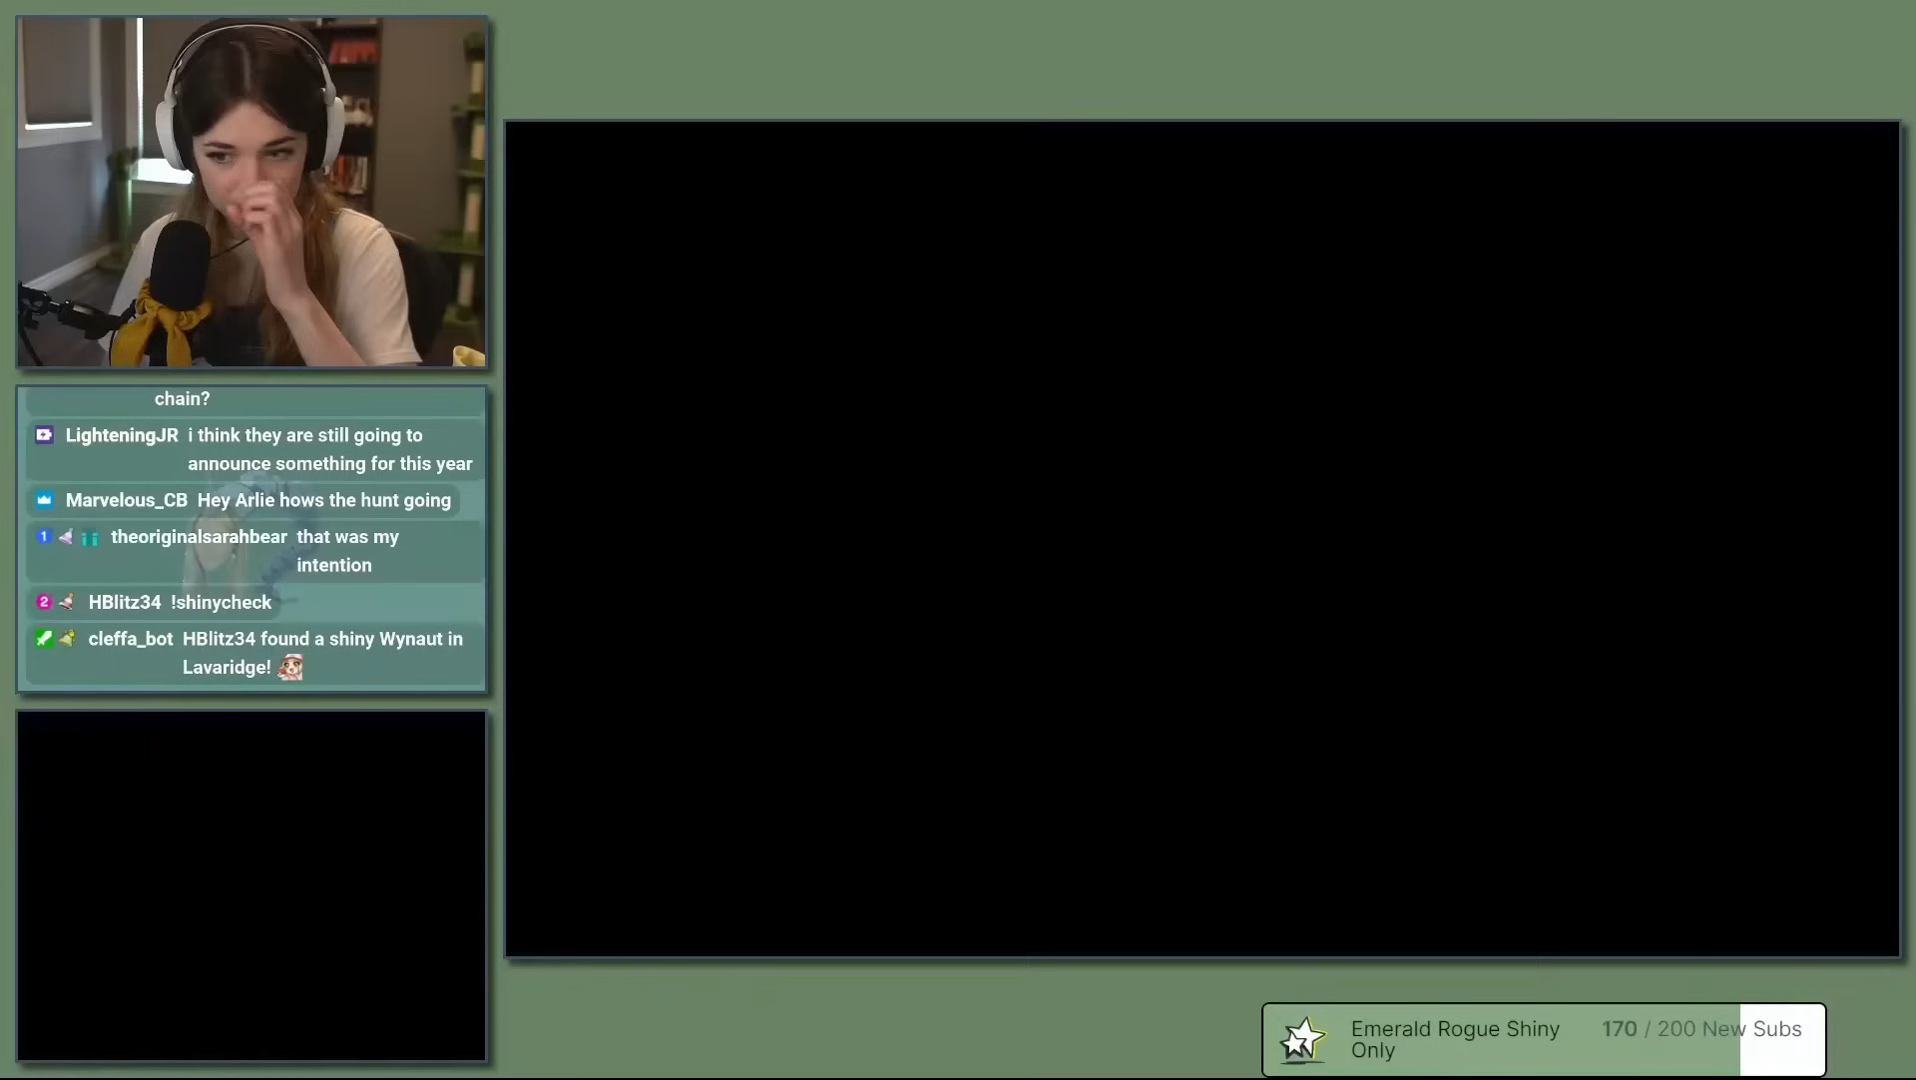 chain?
LighteningJR i think they are still going to
announce something for this year
Marvelous_CB Hey Arlie hows the hunt going
1 theoriginalsarahbear that was my
intention
2 HBlitz34 !shinycheck
cleffa_bot HBlitz34 found a shiny Wynaut in
Lavaridge!
Emerald Rogue Shiny 170 / 200 New Subs
Only